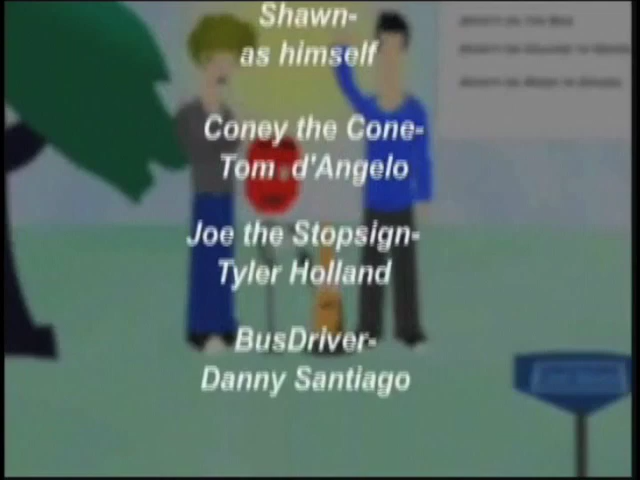 Shawn-
as himself
Coney the Cone-
Tom d'Angelo
Joe the Stopsign-
Tyler Holland
BusDriver-
Danny Santiago